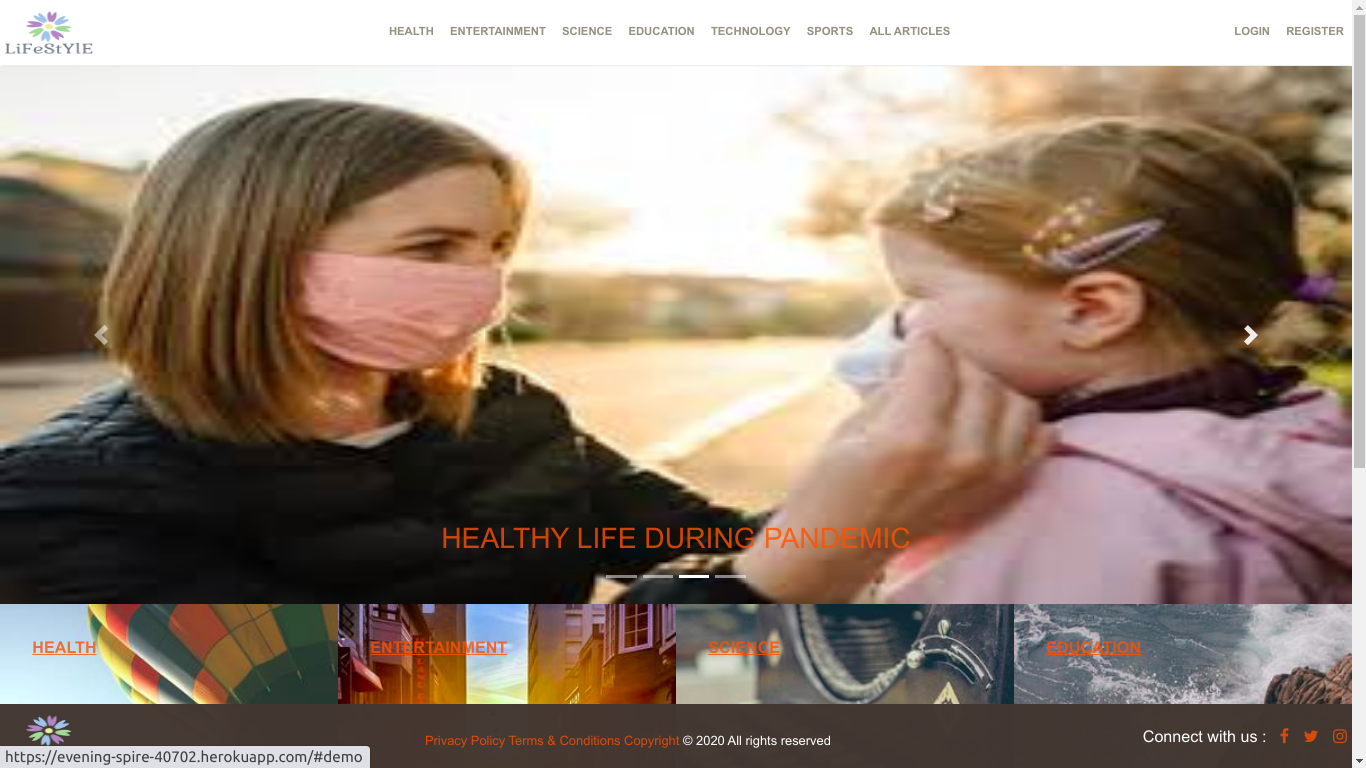 LiFeStYlE
HEALTH ENTERTAINMENT SCIENCE EDUCATION TECHNOLOGY SPORTS ALL ARTICLES LOGIN REGISTER
HEALTHY LIFE DURING PANDEMIC
HEALTH ENTERTAINMENT SCIENCE EDUCATION
Privacy Policy Terms & Conditions Copyright © 2020 All rights reserved
Connect with us :
https://evening-spire-40702.herokuapp.com/#demo